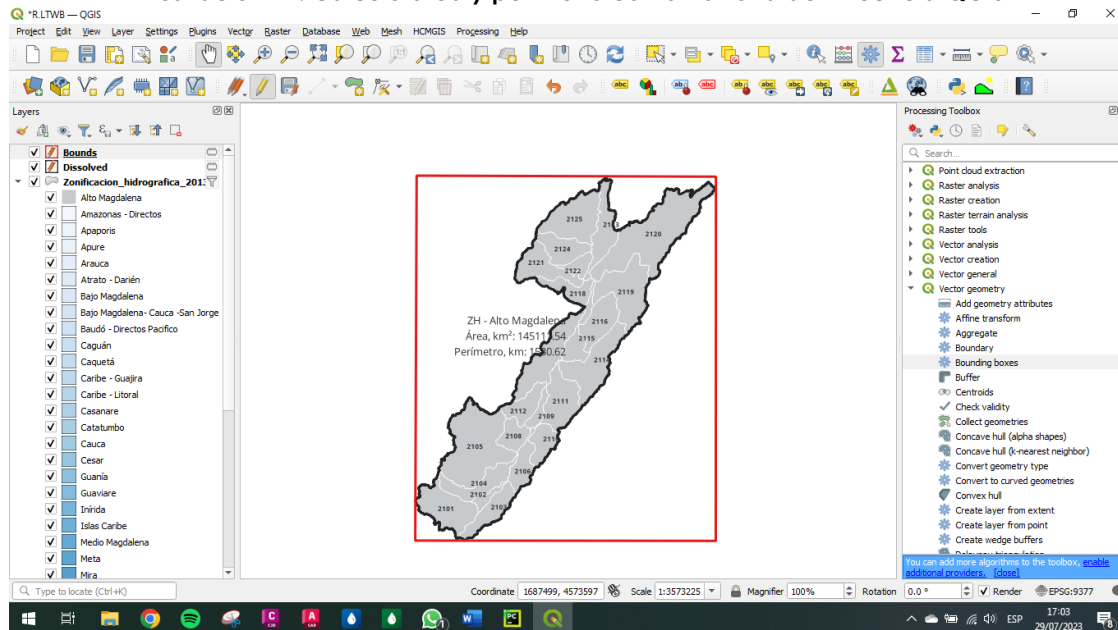 *R.LTWB — QGIS
Project Edit View Layer Settings Plugins Vector Raster Database Web Mesh HCMGIS Processing Help
Layers
Bounds
Dissolved
Zonificacion_hidrografica_201
Alto Magdalena
Amazonas - Directos
Apaporis
Apure
Arauca
Atrato - Darién
Bajo Magdalena
Bajo Magdalena- Cauca -San Jorge
Baudó - Directos Pacifico
Caguán
Caquetá
Caribe - Guajira
Caribe - Litoral
Casanare
Catatumbo
Cauca
Cesar
Guanía
Guaviare
Inírida
Islas Caribe
Medio Magdalena
Meta
Mira
2125
2120
2124
2121
2122
2118
2119
2116
2115
2111
2112
2109
2108
2105
2106
2104
2102
2101
ZH - Alto Magdalena
Área, km²:
Perímetro, km:
Processing Toolbox
Search...
Point cloud extraction
Raster analysis
Raster creation
Raster terrain analysis
Raster tools
Vector analysis
Vector creation
Vector general
Vector geometry
Add geometry attributes
Affine transform
Aggregate
Boundary
Bounding boxes
Buffer
Centroids
Check validity
Collect geometries
Concave hull (alpha shapes)
Concave hull (k-nearest neighbor)
Convert geometry type
Convert to curved geometries
Convex hull
Create layer from extent
Create layer from point
Create wedge buffers
You can add more algorithms to the toolbox, enable
additional providers. [close]
Type to locate (Ctrl+K) Coordinate 1687499, 4573597 Scale 1:3573225 Magnifier 100% Rotation 0.0 ° Render EPSG:9377
ESP 17:03
29/07/2023